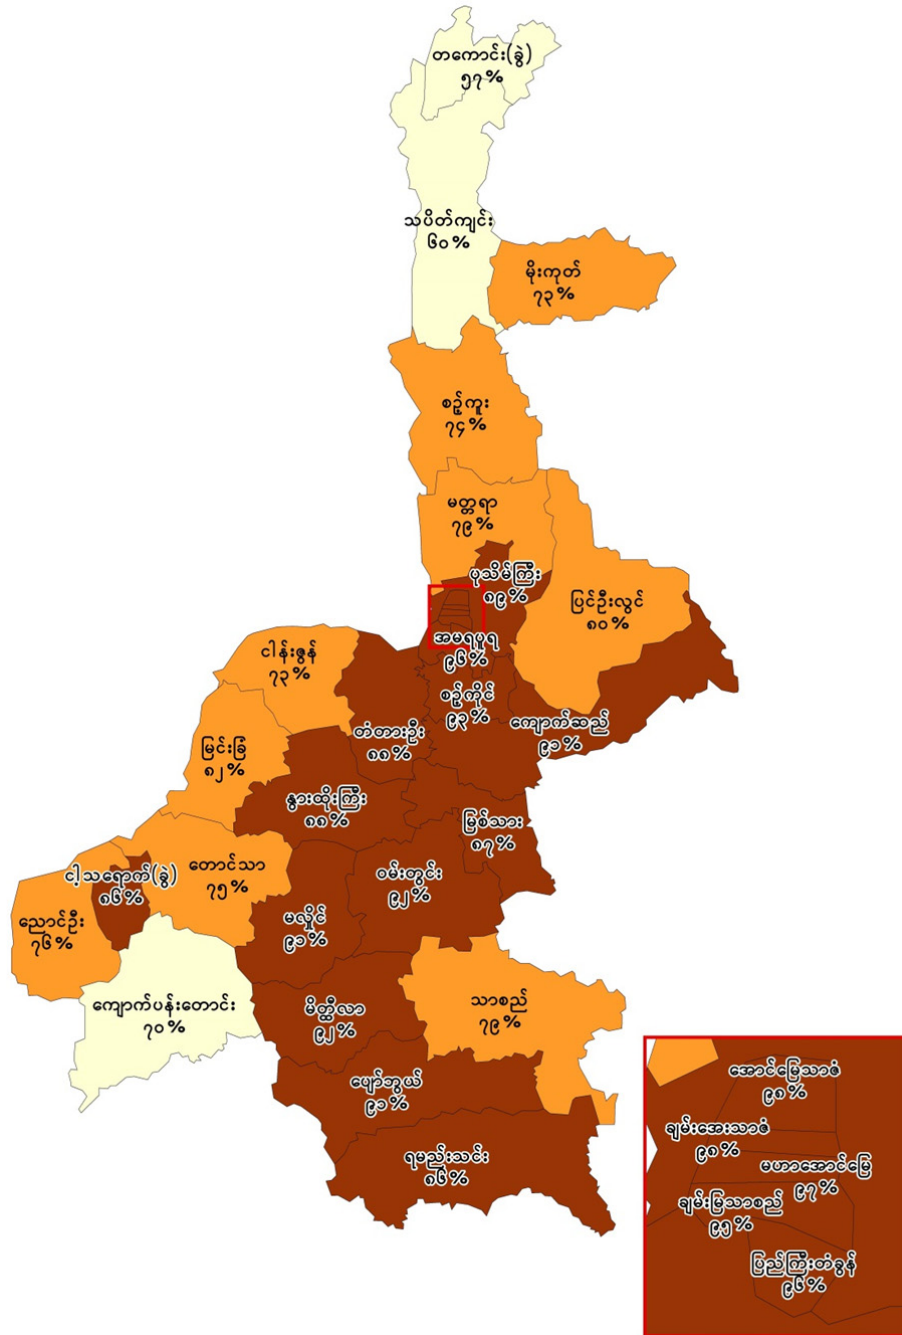 တကောင်း(ခွဲ)
၅၇%
သပိတ်ကျင်း
၆၀%
မိုးကုတ်
၇၃%
စဉ့်ကူး
၇၄%
မတ္တရာ
၇၉%
ပုသိမ်ကြီး
၈၉%
ပြင်ဦးလွင်
၈၀%
အမရပူရ
၉၆%
ငါန်းဇွန်
၇၃%
စဉ့်ကိုင်
၉၃%
ကျောက်ဆည်
၉၁%
တံတားဦး
၈၈%
မြင်းခြံ
၈၂%
နွားထိုးကြီး
၈၈%
မြစ်သား
၈၇%
တောင်သာ
၇၅%
ငါ့သရောက်(ခွဲ)
၈၆%
ဝမ်းတွင်း
၉၂%
မလှိုင်
၉၁%
ညောင်ဦး
၇၆%
ကျောက်ပန်းတောင်း
၇၀%
မိတ္ထီလာ
၉၂%
သာစည်
၇၉%
ပျော်ဘွယ်
၉၁%
ရမည်းသင်း
၈၆%
အောင်မြေသာဇံ
၉၈%
ချမ်းအေးသာဇံ
၉၈%
မဟာအောင်မြေ
၉၇%
ချမ်းမြသာစည်
၉၅%
ပြည်ကြီးတံခွန်
၉၆%